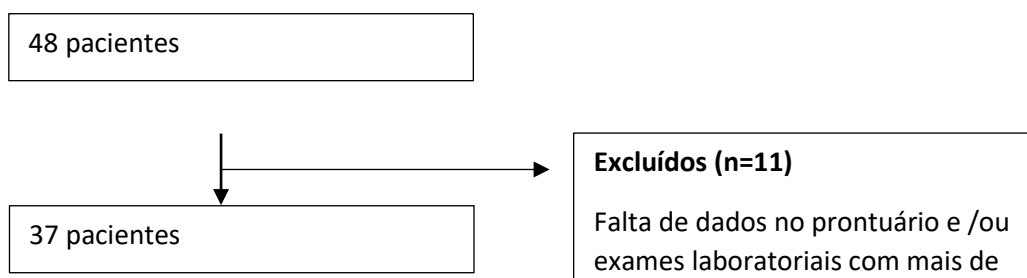 48 pacientes
Excluídos (n=11)
Falta de dados no prontuário e /ou
exames laboratoriais com mais de
37 pacientes